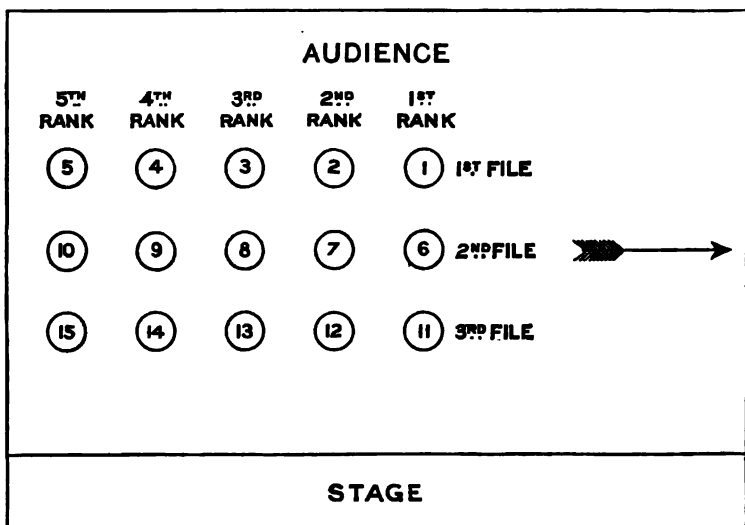 AUDIENCE
5TH 4TH 3RD 2ND 1ST
RANK RANK RANK RANK RANK
5 4 3 2 1 1ST FILE
10 9 8 7 6 2ND FILE
15 14 13 12 11 3RD FILE
STAGE